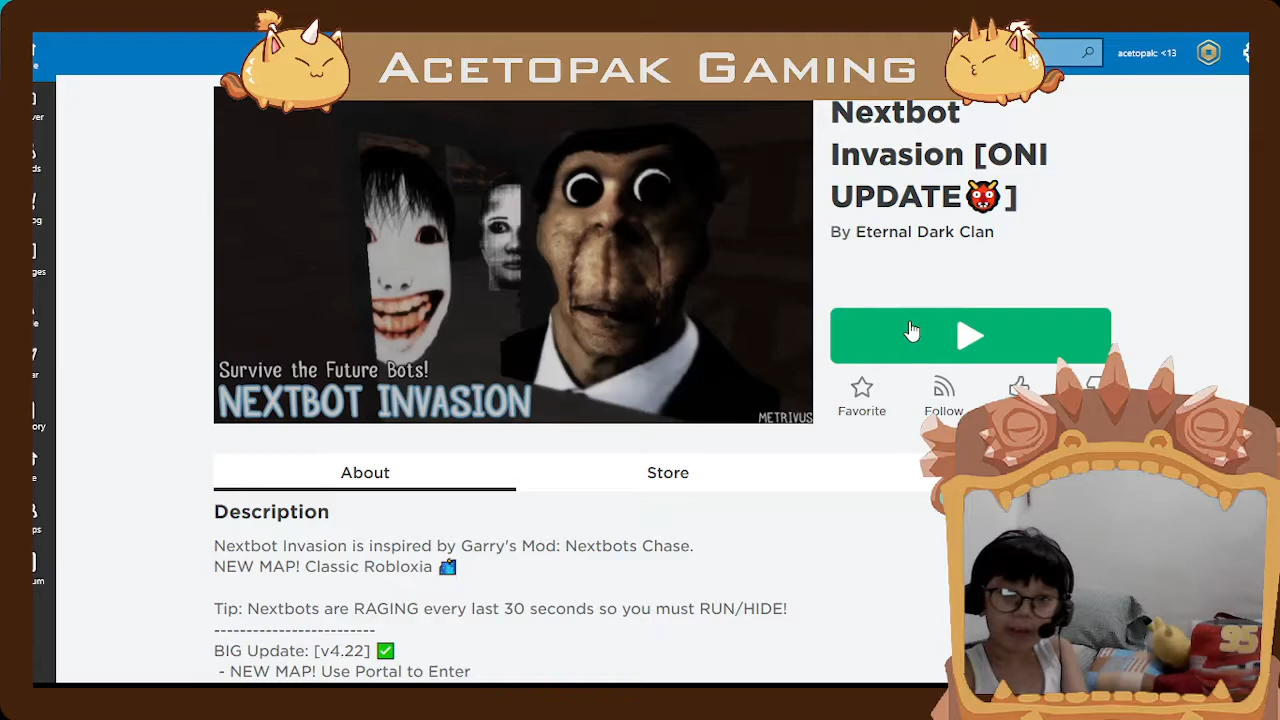 ACETOPAK GAMING
acetopak: <13
Nextbot
Invasion [ONI
UPDATE👹]
By Eternal Dark Clan
Survive the Future Bots!
NEXTBOT INVASION
METRIVUS
Favorite
Follow
About
Store
Description
Nextbot Invasion is inspired by Garry's Mod: Nextbots Chase.
NEW MAP! Classic Robloxia
Tip: Nextbots are RAGING every last 30 seconds so you must RUN/HIDE!
-------------------------
BIG Update: [v4.22] ✅
- NEW MAP! Use Portal to Enter
95